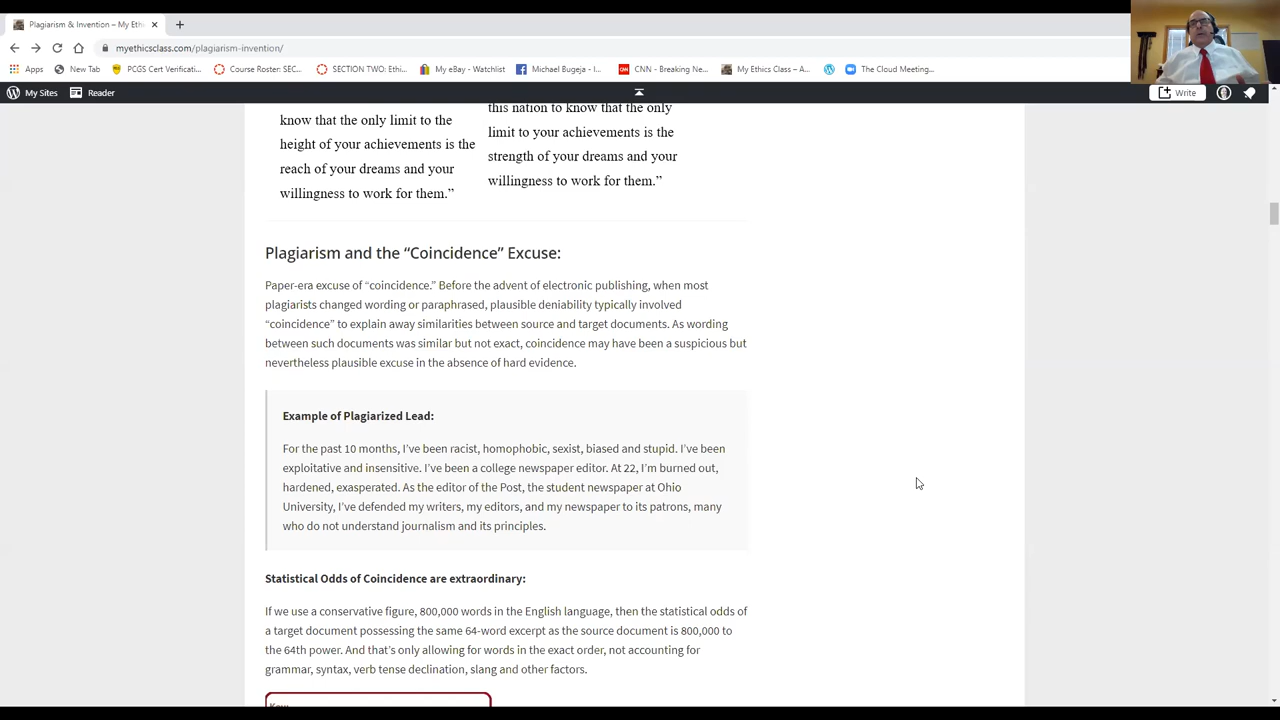 Plagiarism & Invention – My Ethi
myethicsclass.com/plagiarism-invention/
Apps
New Tab
PCGS Cert Verificati...
Course Roster: SEC...
SECTION TWO: Ethi...
My eBay - Watchlist
Michael Bugeja - I...
CNN - Breaking Ne...
My Ethics Class – A...
The Cloud Meeting...
My Sites
Reader
Write
know that the only limit to the
height of your achievements is the
reach of your dreams and your
willingness to work for them.”
this nation to know that the only
limit to your achievements is the
strength of your dreams and your
willingness to work for them.”
Plagiarism and the “Coincidence” Excuse:
Paper-era excuse of “coincidence.” Before the advent of electronic publishing, when most
plagiarists changed wording or paraphrased, plausible deniability typically involved
“coincidence” to explain away similarities between source and target documents. As wording
between such documents was similar but not exact, coincidence may have been a suspicious but
nevertheless plausible excuse in the absence of hard evidence.
Example of Plagiarized Lead:
For the past 10 months, I’ve been racist, homophobic, sexist, biased and stupid. I’ve been
exploitative and insensitive. I’ve been a college newspaper editor. At 22, I’m burned out,
hardened, exasperated. As the editor of the Post, the student newspaper at Ohio
University, I’ve defended my writers, my editors, and my newspaper to its patrons, many
who do not understand journalism and its principles.
Statistical Odds of Coincidence are extraordinary:
If we use a conservative figure, 800,000 words in the English language, then the statistical odds of
a target document possessing the same 64-word excerpt as the source document is 800,000 to
the 64th power. And that’s only allowing for words in the exact order, not accounting for
grammar, syntax, verb tense declination, slang and other factors.